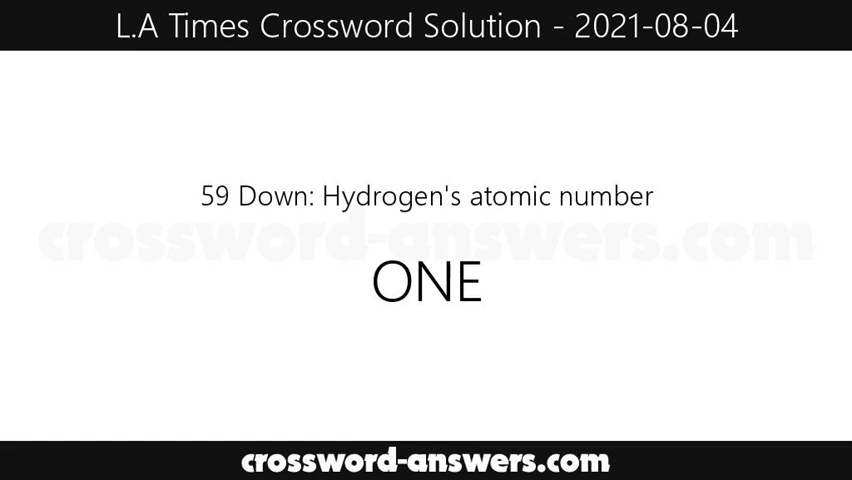 L.A Times Crossword Solution - 2021-08-04
59 Down: Hydrogen's atomic number
crossword-answers.com
ONE
crossword-answers.com